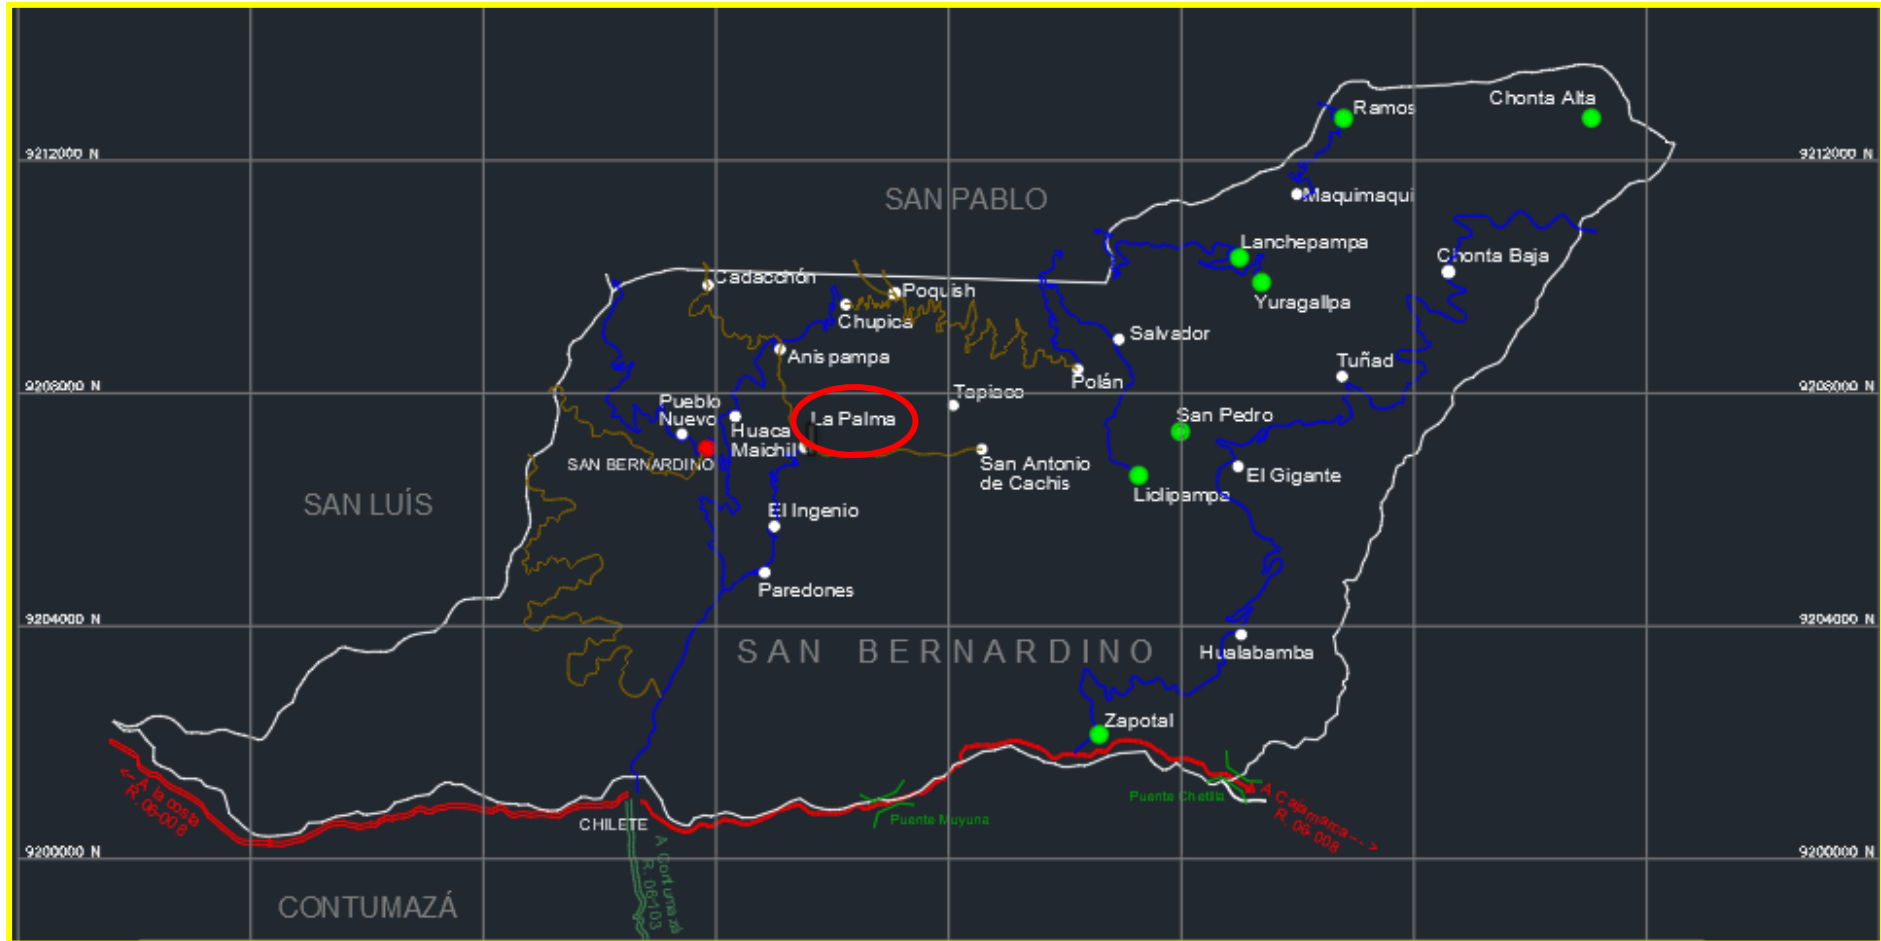 Ramos
Chonta Alta
9212000 N
9212000 N
SAN PABLO
Maquimaqui
Lanchepampa
Chonta Baja
Cadacchón
Poquish
Yuragallpa
Chupica
Salvador
Anispampa
Tuñad
Polán
9208000 N
9208000 N
Tapiaco
Pueblo
Nuevo
La Palma
San Pedro
Huaca
Maichil
SAN BERNARDINO
San Antonio
de Cachis
El Gigante
Liclipampa
SAN LUÍS
El Ingenio
Paredones
9204000 N
9204000 N
SAN BERNARDINO
Hualabamba
Zapotal
A la costa
R. 06-008
Puente Chetilla
A Cajamarca
R. 06-008
CHILETE
Puente Muyuna
9200000 N
9200000 N
A Contumazá
R. 06-103
CONTUMAZÁ